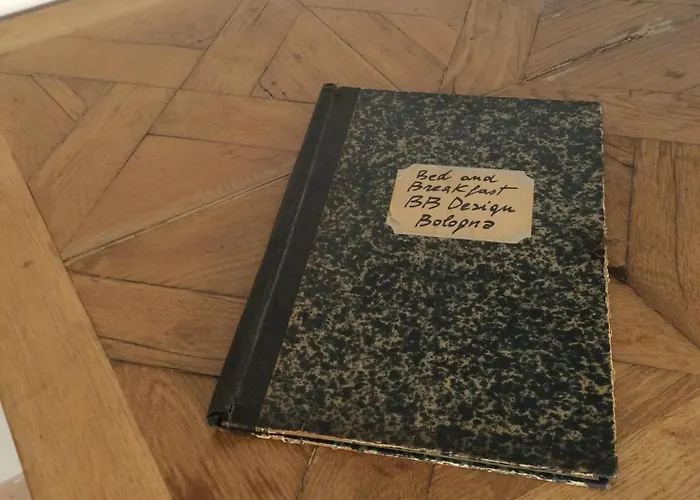 Bed and
Breakfast
BB Design
Bologna